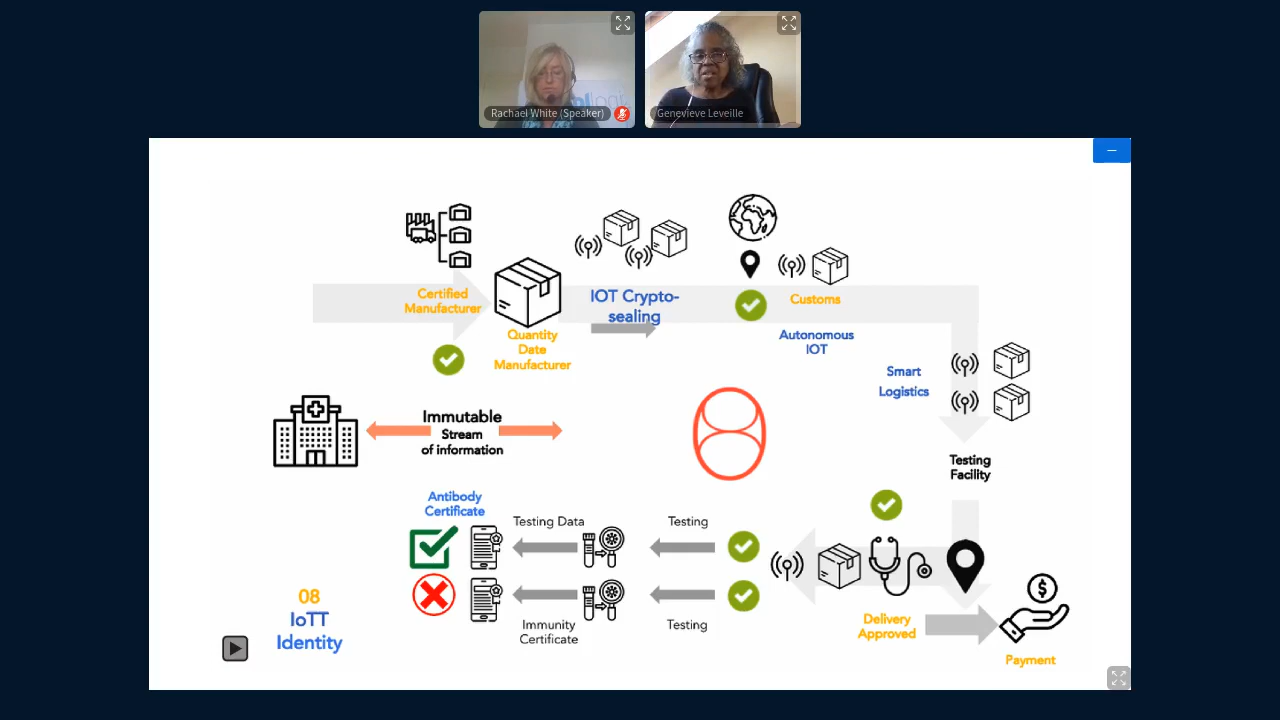 Rachael White (Speaker)
Genevieve Leveille
Certified
Manufacturer
Quantity
Date
Manufacturer
IOT Crypto-
sealing
Customs
Autonomous
IOT
Smart
Logistics
Testing
Facility
Immutable
Stream
of information
Antibody
Certificate
Testing Data
Testing
Immunity
Certificate
Testing
Delivery
Approved
Payment
08
IoTT
Identity